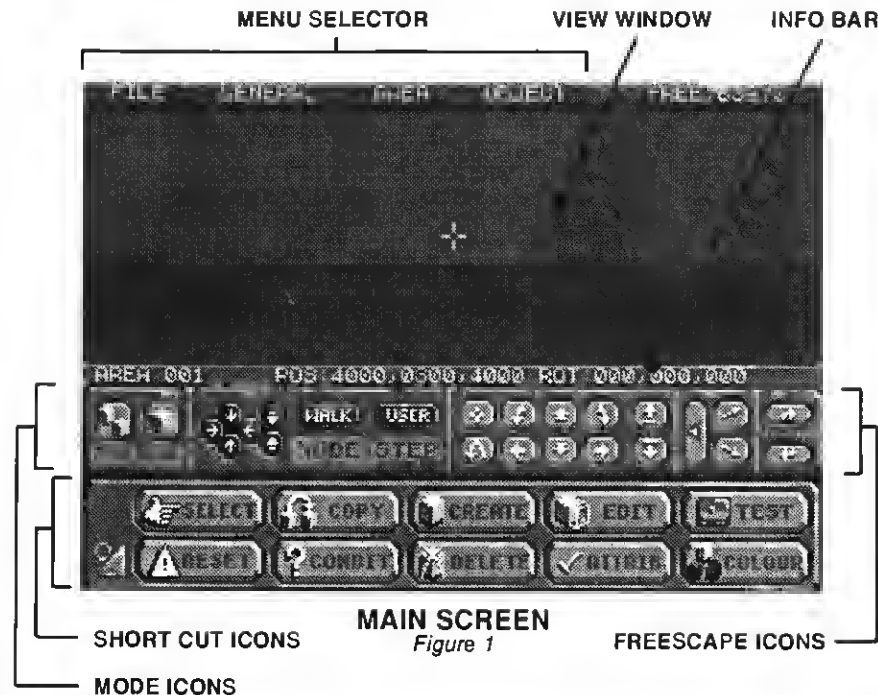 MENU SELECTOR VIEW WINDOW INFO BAR
FILE GENERAL AREA OBJECT
AREA 001 POS 4000,0600,4000 ROT 000,000,000
WALK USER
MODE STEP
SELECT COPY CREATE EDIT TEST
RESET CONDIT DELETE ATTRIB COLOUR
MAIN SCREEN
Figure 1
SHORT CUT ICONS FREESCAPE ICONS
MODE ICONS